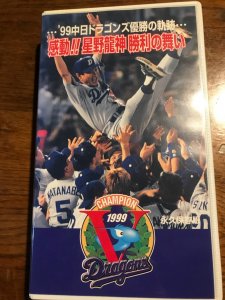 …'99中日ドラゴンズ優勝の軌跡…
感動!!星野龍神 勝利の舞い
WATANABE
5
CHAMPION
1999
V
Dragons
永久保存版